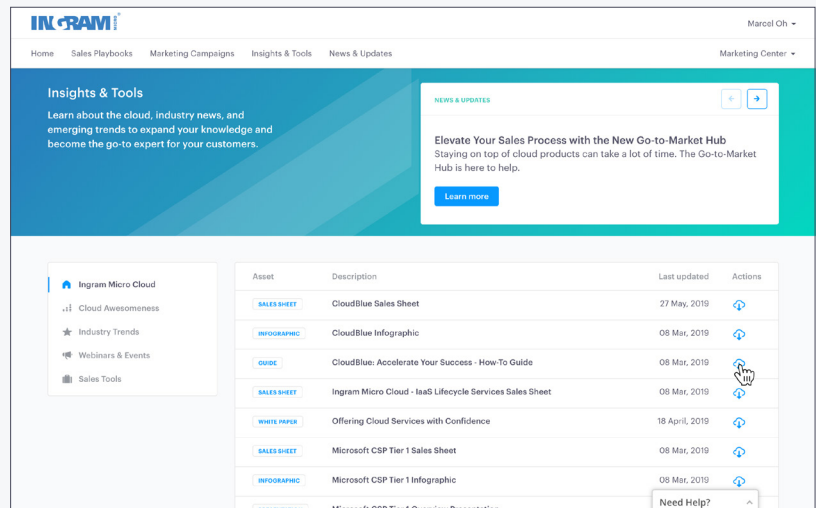 INGRAM MICRO
Marcel Oh
Home Sales Playbooks Marketing Campaigns Insights & Tools News & Updates Marketing Center
Insights & Tools
Learn about the cloud, industry news, and
emerging trends to expand your knowledge and
become the go-to expert for your customers.
NEWS & UPDATES
Elevate Your Sales Process with the New Go-to-Market Hub
Staying on top of cloud products can take a lot of time. The Go-to-Market
Hub is here to help.
Learn more
Ingram Micro Cloud
Cloud Awesomeness
Industry Trends
Webinars & Events
Sales Tools
Asset Description Last updated Actions
SALES SHEET CloudBlue Sales Sheet 27 May, 2019
INFOGRAPHIC CloudBlue Infographic 08 Mar, 2019
GUIDE CloudBlue: Accelerate Your Success - How-To Guide 08 Mar, 2019
SALES SHEET Ingram Micro Cloud - IaaS Lifecycle Services Sales Sheet 08 Mar, 2019
WHITE PAPER Offering Cloud Services with Confidence 18 April, 2019
SALES SHEET Microsoft CSP Tier 1 Sales Sheet 08 Mar, 2019
INFOGRAPHIC Microsoft CSP Tier 1 Infographic 08 Mar, 2019
Microsoft CSP Tier 1 Overview Presentation
Need Help?